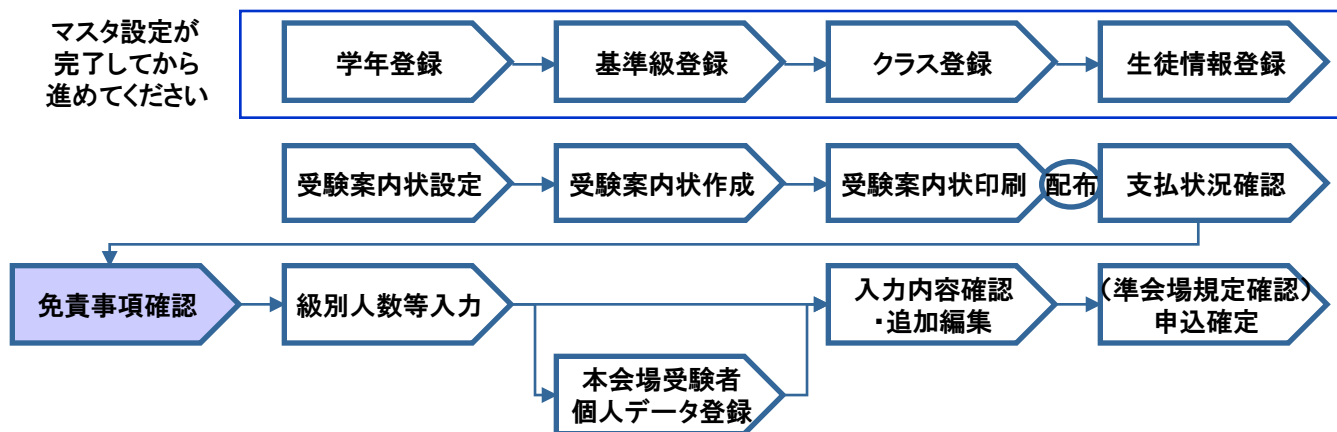 マスタ設定が
完了してから
進めてください
学年登録
基準級登録
クラス登録
生徒情報登録
受験案内状設定
受験案内状作成
受験案内状印刷
配布
支払状況確認
免責事項確認
級別人数等入力
本会場受験者
個人データ登録
入力内容確認
・追加編集
（準会場規定確認）
申込確定